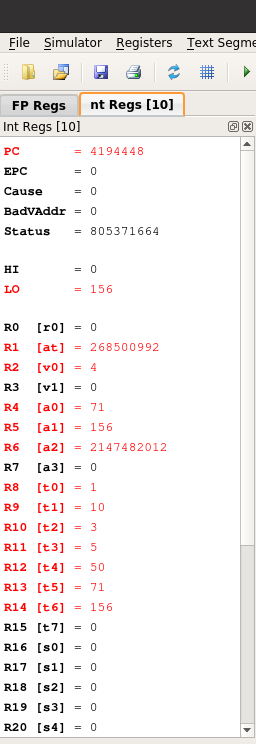 File Simulator Registers Text Segme
FP Regs nt Regs [10]
Int Regs [10]
PC = 4194448
EPC = 0
Cause = 0
BadVAddr = 0
Status = 805371664
HI = 0
LO = 156
R0 [r0] = 0
R1 [at] = 268500992
R2 [v0] = 4
R3 [v1] = 0
R4 [a0] = 71
R5 [a1] = 156
R6 [a2] = 2147482012
R7 [a3] = 0
R8 [t0] = 1
R9 [t1] = 10
R10 [t2] = 3
R11 [t3] = 5
R12 [t4] = 50
R13 [t5] = 71
R14 [t6] = 156
R15 [t7] = 0
R16 [s0] = 0
R17 [s1] = 0
R18 [s2] = 0
R19 [s3] = 0
R20 [s4] = 0